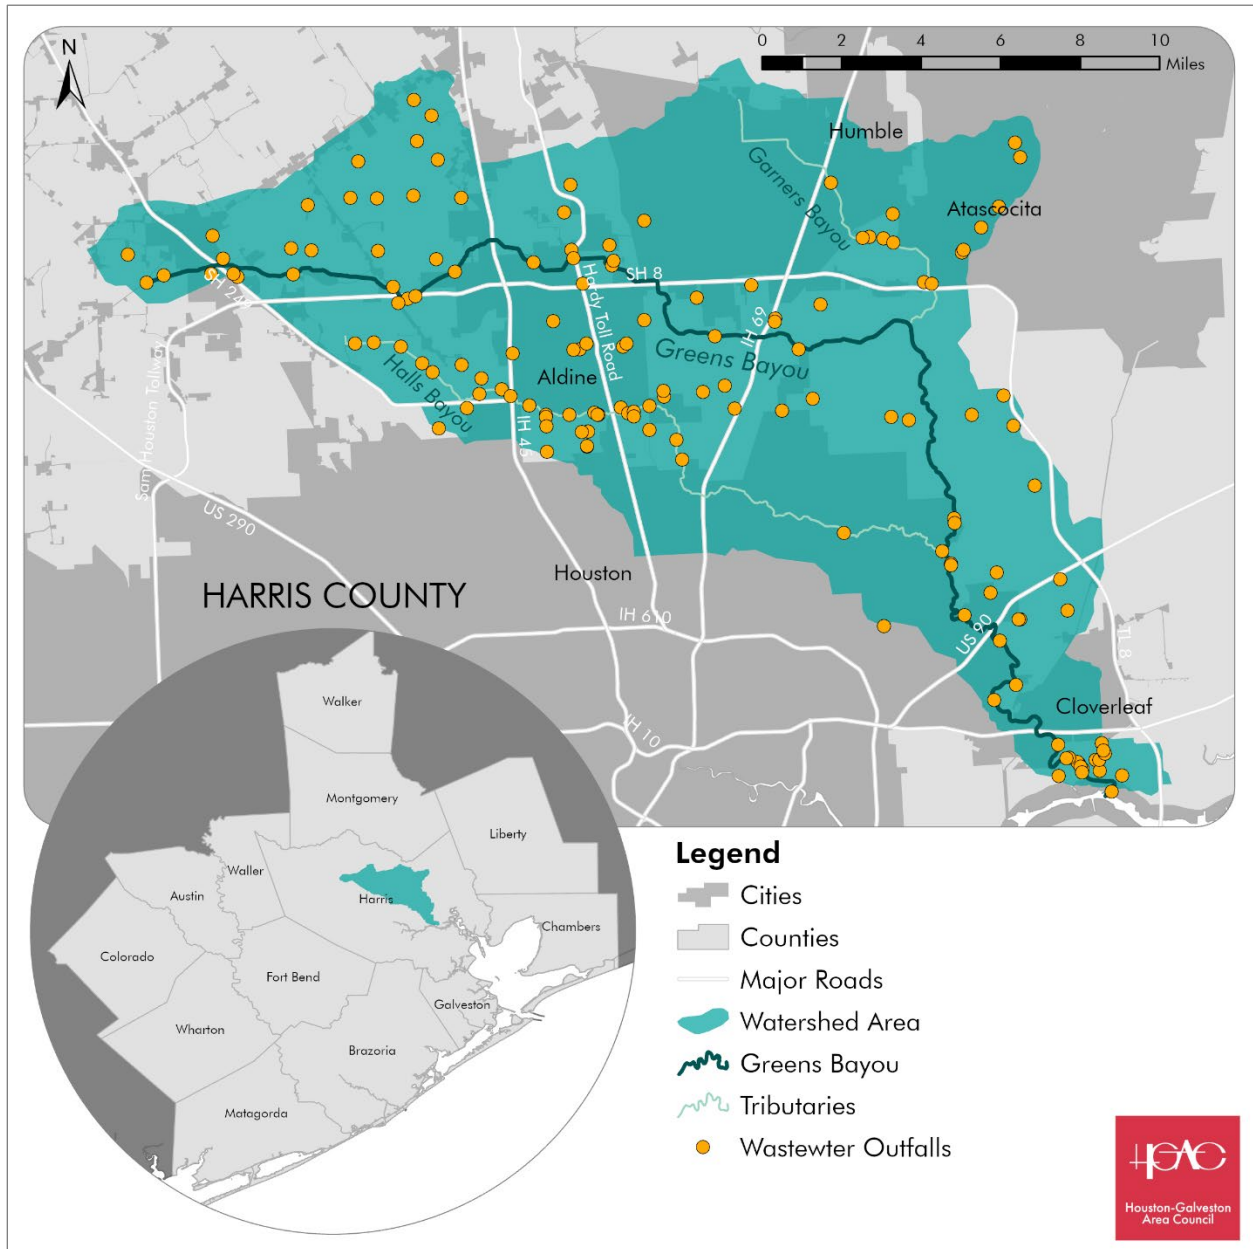 N
0 2 4 6 8 10
Miles
Humble
Garners Bayou
Atascocita
SH 249
SH 8
Hardy Toll Road
IH 69
Greens Bayou
Sam Houston Tollway
Halls Bayou
Aldine
IH 45
US 290
Houston
HARRIS COUNTY
IH 610
US 90
TL 8
Cloverleaf
IH 10
Walker
Montgomery
Liberty
Waller
Austin
Harris
Chambers
Colorado
Fort Bend
Galveston
Wharton
Brazoria
Matagorda
Legend
Cities
Counties
Major Roads
Watershed Area
Greens Bayou
Tributaries
Wastewter Outfalls
HGAC
Houston-Galveston
Area Council